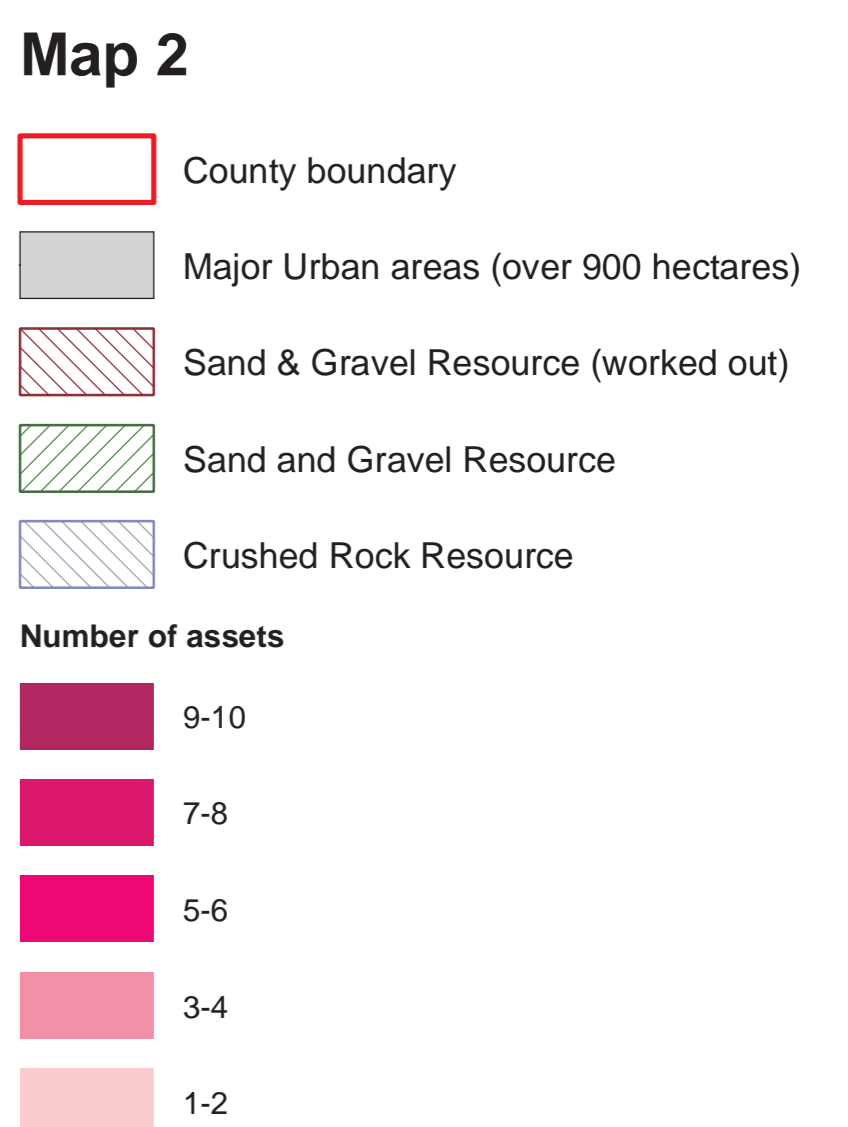 Map 2
County boundary
Major Urban areas (over 900 hectares)
Sand & Gravel Resource (worked out)
Sand and Gravel Resource
Crushed Rock Resource
Number of assets
9-10
7-8
5-6
3-4
1-2